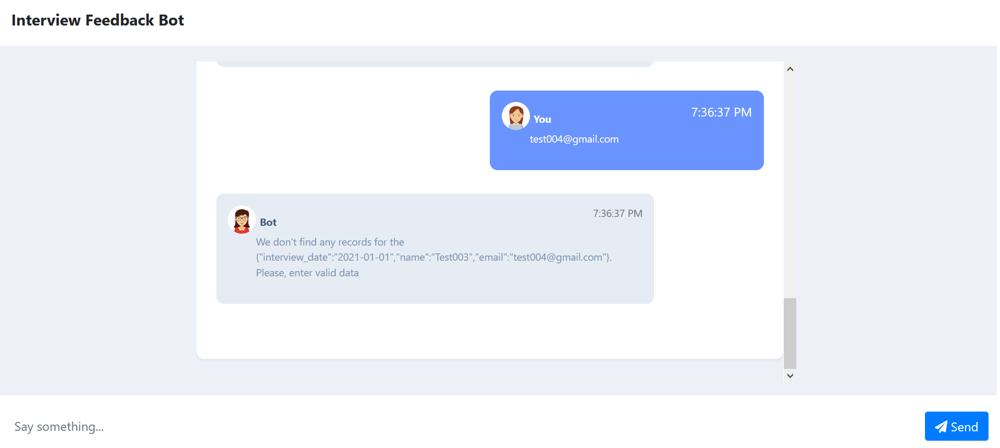 Interview Feedback Bot
You
7:36:37 PM
test004@gmail.com
Bot
7:36:37 PM
We don't find any records for the
{"interview_date":"2021-01-01","name":"Test003","email":"test004@gmail.com"}.
Please, enter valid data
Say something...
Send